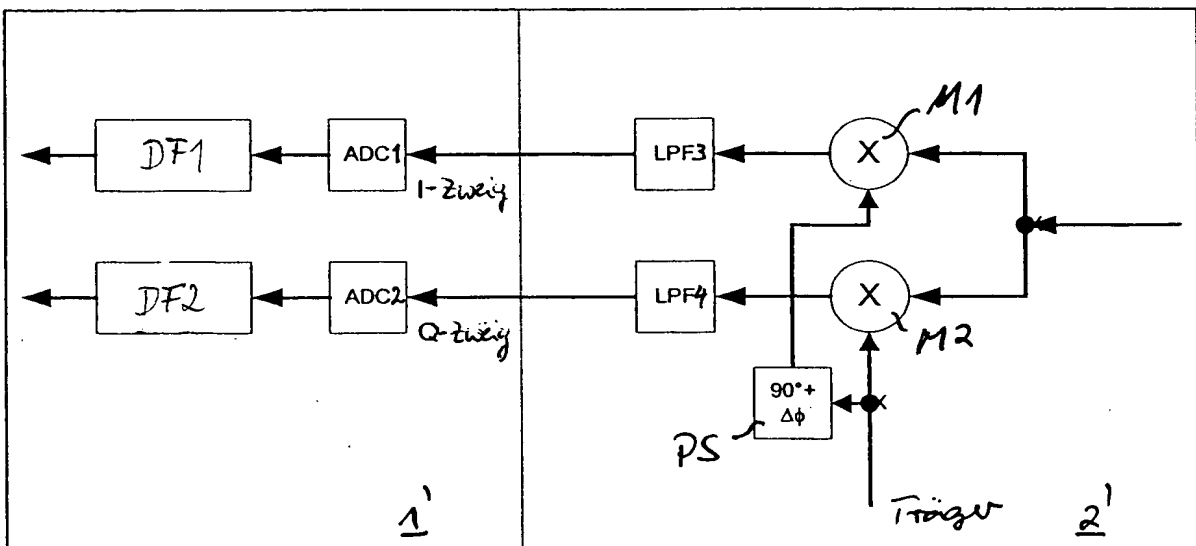 M1
DF1
ADC1
LPF3
X
I-Zweig
DF2
ADC2
LPF4
X
Q-Zweig
M2
90°+
Δϕ
PS
Träger
1'
2'